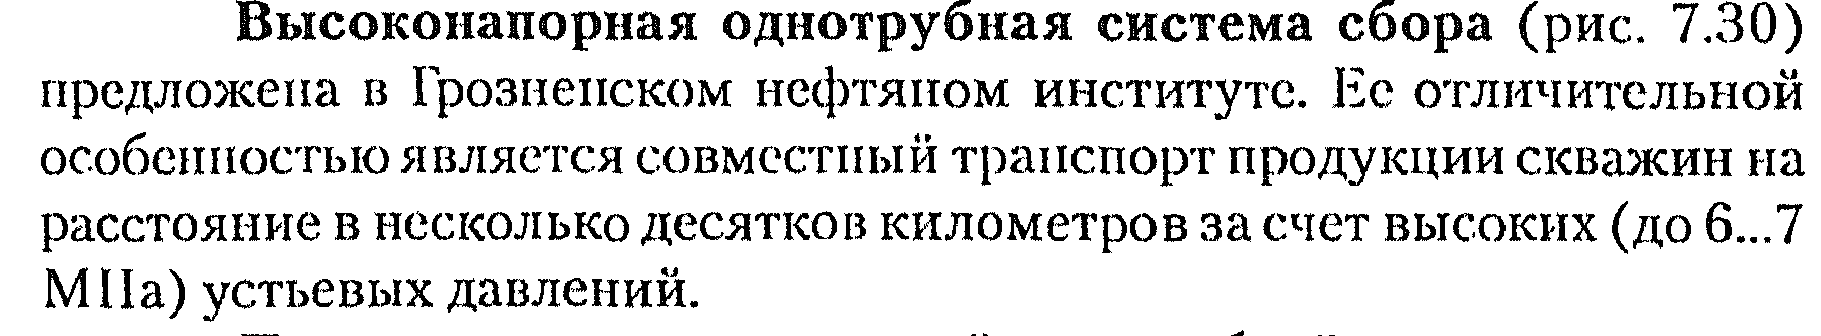 Высоконапорная однотрубная система сбора (рис. 7.30)
предложена в Грозненском нефтяном институте. Ее отличительной
особенностью является совместный транспорт продукции скважин на
расстояние в несколько десятков километров за счет высоких (до 6...7
МПа) устьевых давлений.